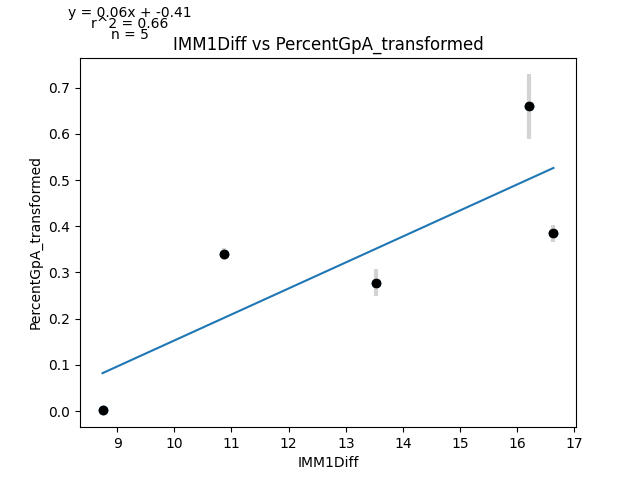 y = 0.06x + -0.41
r^2 = 0.66
n = 5
IMM1Diff vs PercentGpA_transformed
PercentGpA_transformed
0.7
0.6
0.5
0.4
0.3
0.2
0.1
0.0
9 10 11 12 13 14 15 16 17
IMM1Diff